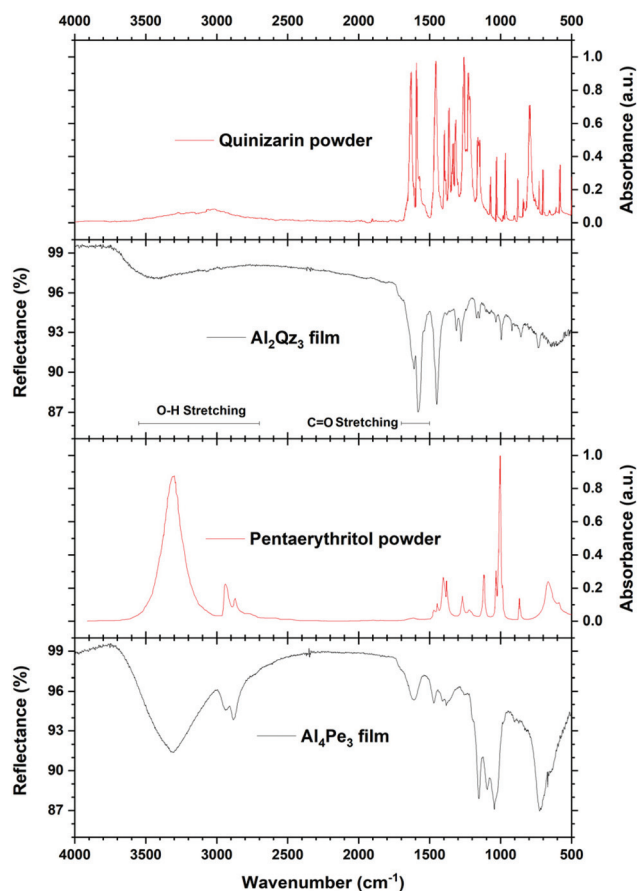 4000 3500 3000 2500 2000 1500 1000 500
1.0
0.8
0.6
0.4
0.2
0.0
Absorbance (a.u.)
Quinizarin powder
99
96
93
90
87
Reflectance (%)
Al₂Qz₃ film
O-H Stretching
C=O Stretching
1.0
0.8
0.6
0.4
0.2
0.0
Absorbance (a.u.)
Pentaerythritol powder
99
96
93
90
87
Reflectance (%)
Al₄Pe₃ film
4000 3500 3000 2500 2000 1500 1000 500
Wavenumber (cm⁻¹)